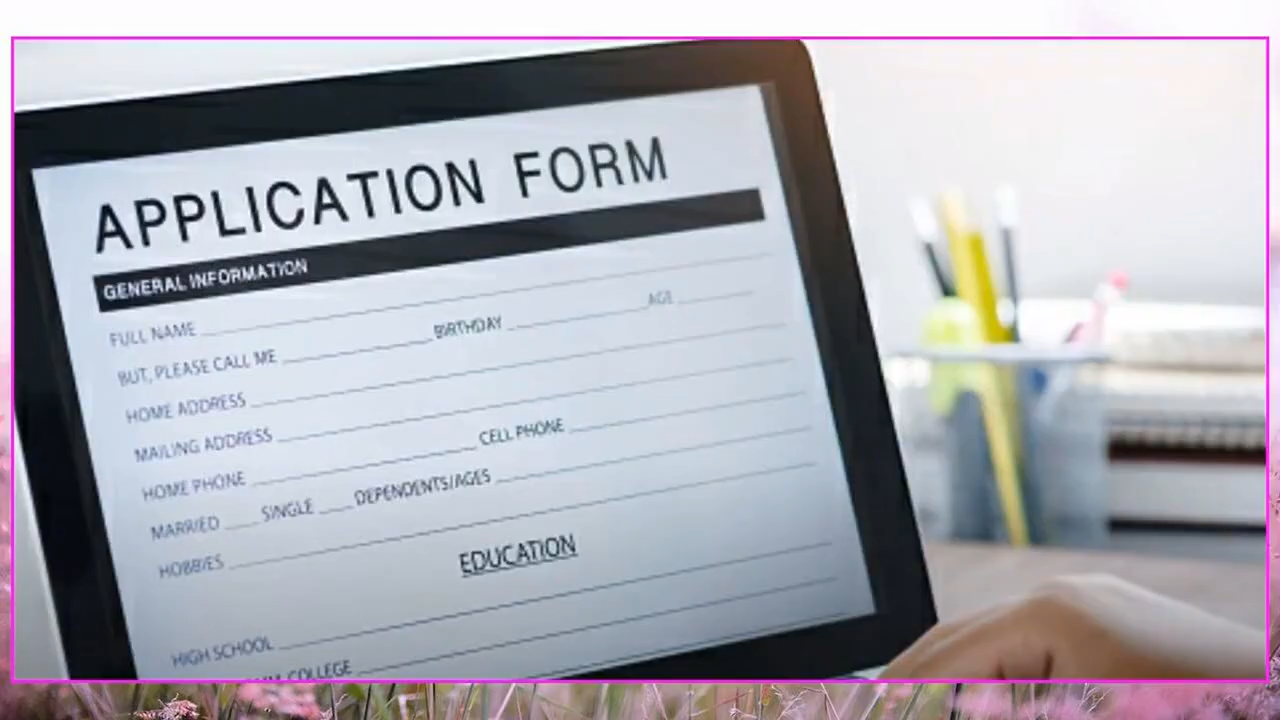 APPLICATION FORM
GENERAL INFORMATION
FULL NAME
BUT, PLEASE CALL ME BIRTHDAY AGE
HOME ADDRESS
MAILING ADDRESS
HOME PHONE CELL PHONE
MARRIED SINGLE DEPENDENTS/AGES
HOBBIES
EDUCATION
HIGH SCHOOL
COLLEGE